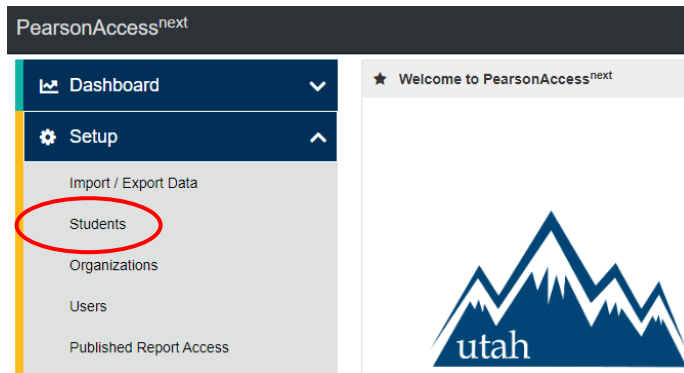 PearsonAccessnext
Dashboard
Setup
Import / Export Data
Students
Organizations
Users
Published Report Access
Welcome to PearsonAccessnext
utah